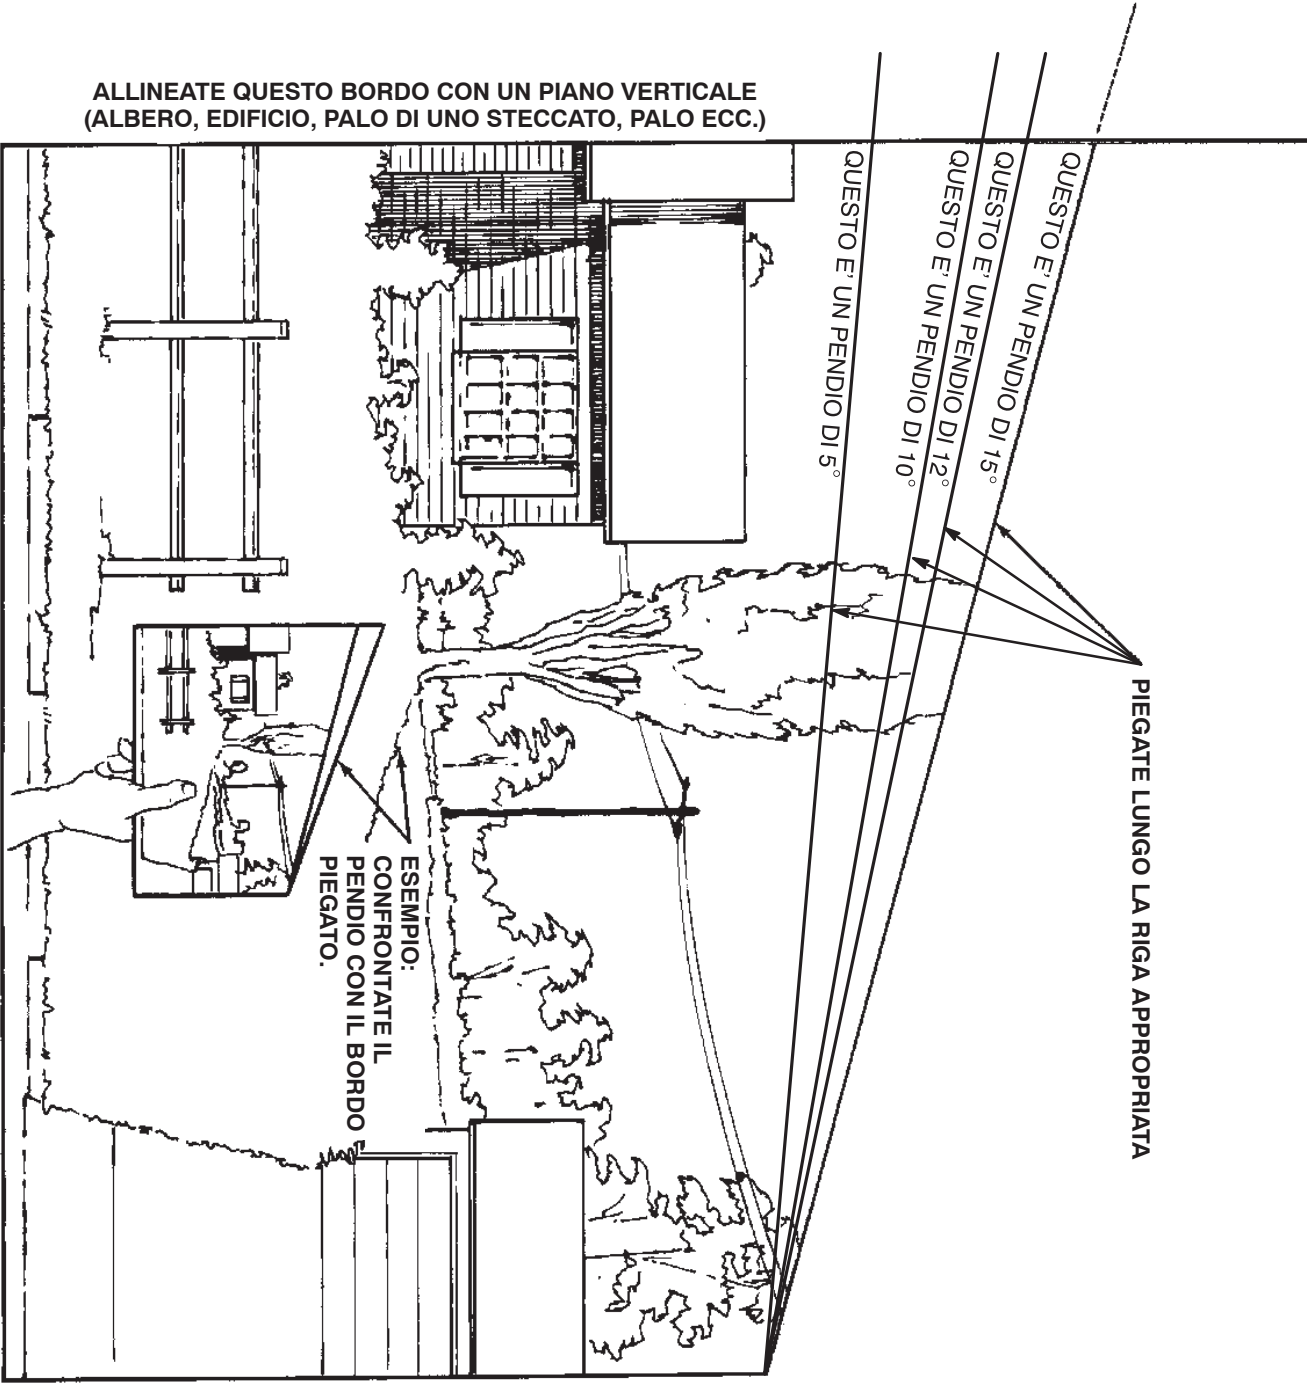 ALLINEATE QUESTO BORDO CON UN PIANO VERTICALE
(ALBERO, EDIFICIO, PALO DI UNO STECCATO, PALO ECC.)
QUESTO E' UN PENDIO DI 5°
QUESTO E' UN PENDIO DI 10°
QUESTO E' UN PENDIO DI 12°
QUESTO E' UN PENDIO DI 15°
PIEGATE LUNGO LA RIGA APPROPRIATA
ESEMPIO:
CONFRONTATE IL
PENDIO CON IL BORDO
PIEGATO.